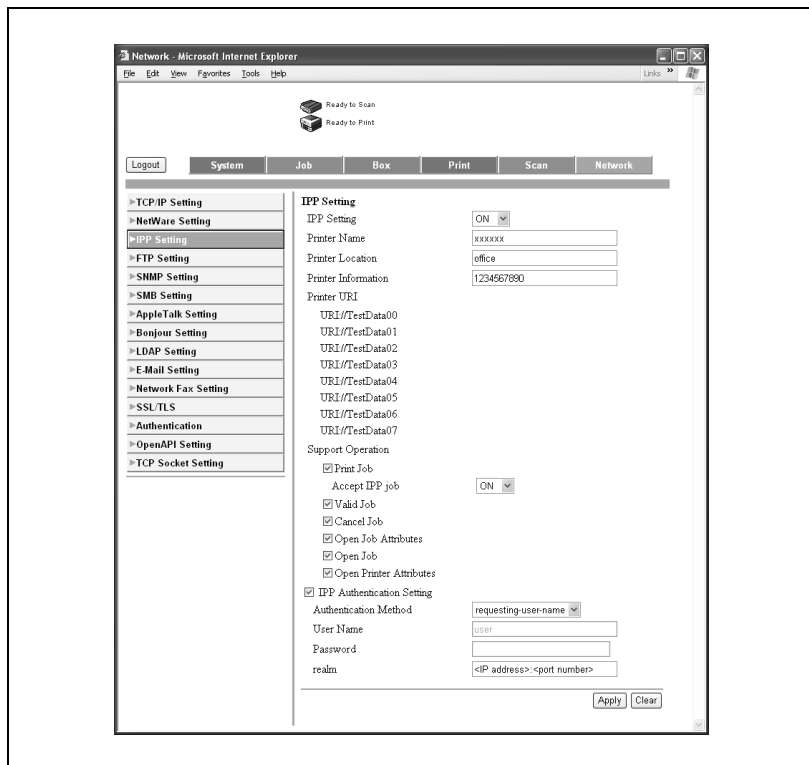 Network - Microsoft Internet Explorer
File Edit View Favorites Tools Help
Links »
Ready to Scan
Ready to Print
Logout System Job Box Print Scan Network
TCP/IP Setting
NetWare Setting
IPP Setting
FTP Setting
SNMP Setting
SMB Setting
AppleTalk Setting
Bonjour Setting
LDAP Setting
E-Mail Setting
Network Fax Setting
SSL/TLS
Authentication
OpenAPI Setting
TCP Socket Setting
IPP Setting
IPP Setting ON
Printer Name xxxxxx
Printer Location office
Printer Information 1234567890
Printer URI
URI://TestData00
URI://TestData01
URI://TestData02
URI://TestData03
URI://TestData04
URI://TestData05
URI://TestData06
URI://TestData07
Support Operation
Print Job
Accept IPP job ON
Valid Job
Cancel Job
Open Job Attributes
Open Job
Open Printer Attributes
IPP Authentication Setting
Authentication Method requesting-user-name
User Name user
Password
realm <IP address>:<port number>
Apply Clear